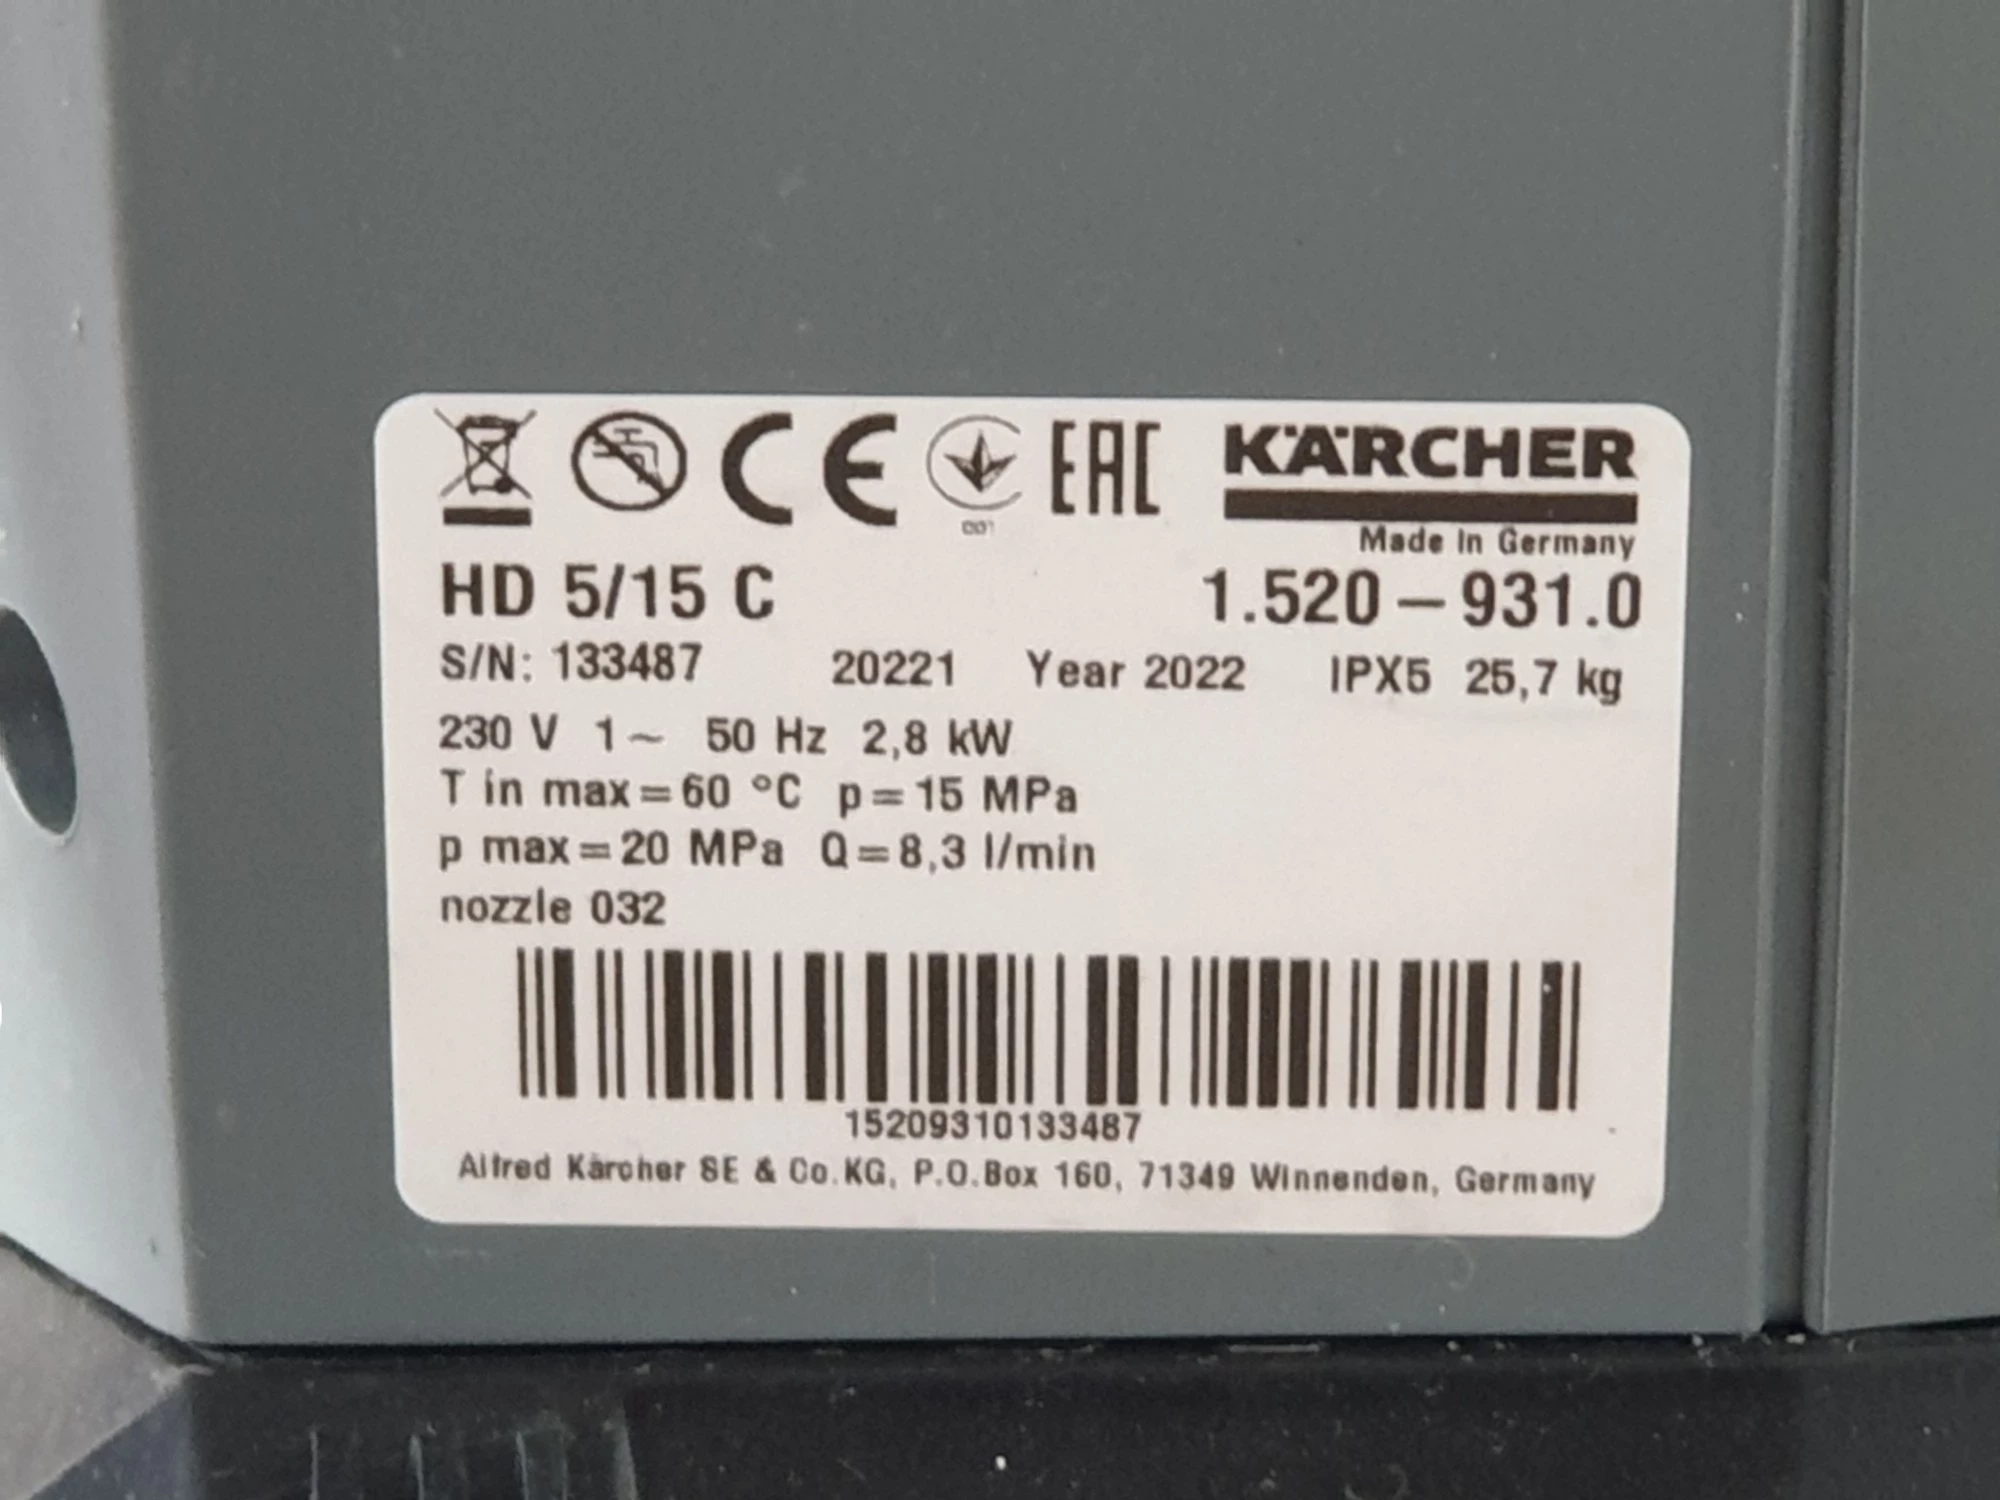 CE EAC KÄRCHER
Made in Germany
HD 5/15 C 1.520-931.0
S/N: 133487 20221 Year 2022 IPX5 25,7 kg
230 V 1~ 50 Hz 2,8 kW
T in max=60 °C p=15 MPa
p max=20 MPa Q=8,3 l/min
nozzle 032
15209310133487
Alfred Kärcher SE & Co.KG, P.O.Box 160, 71349 Winnenden, Germany